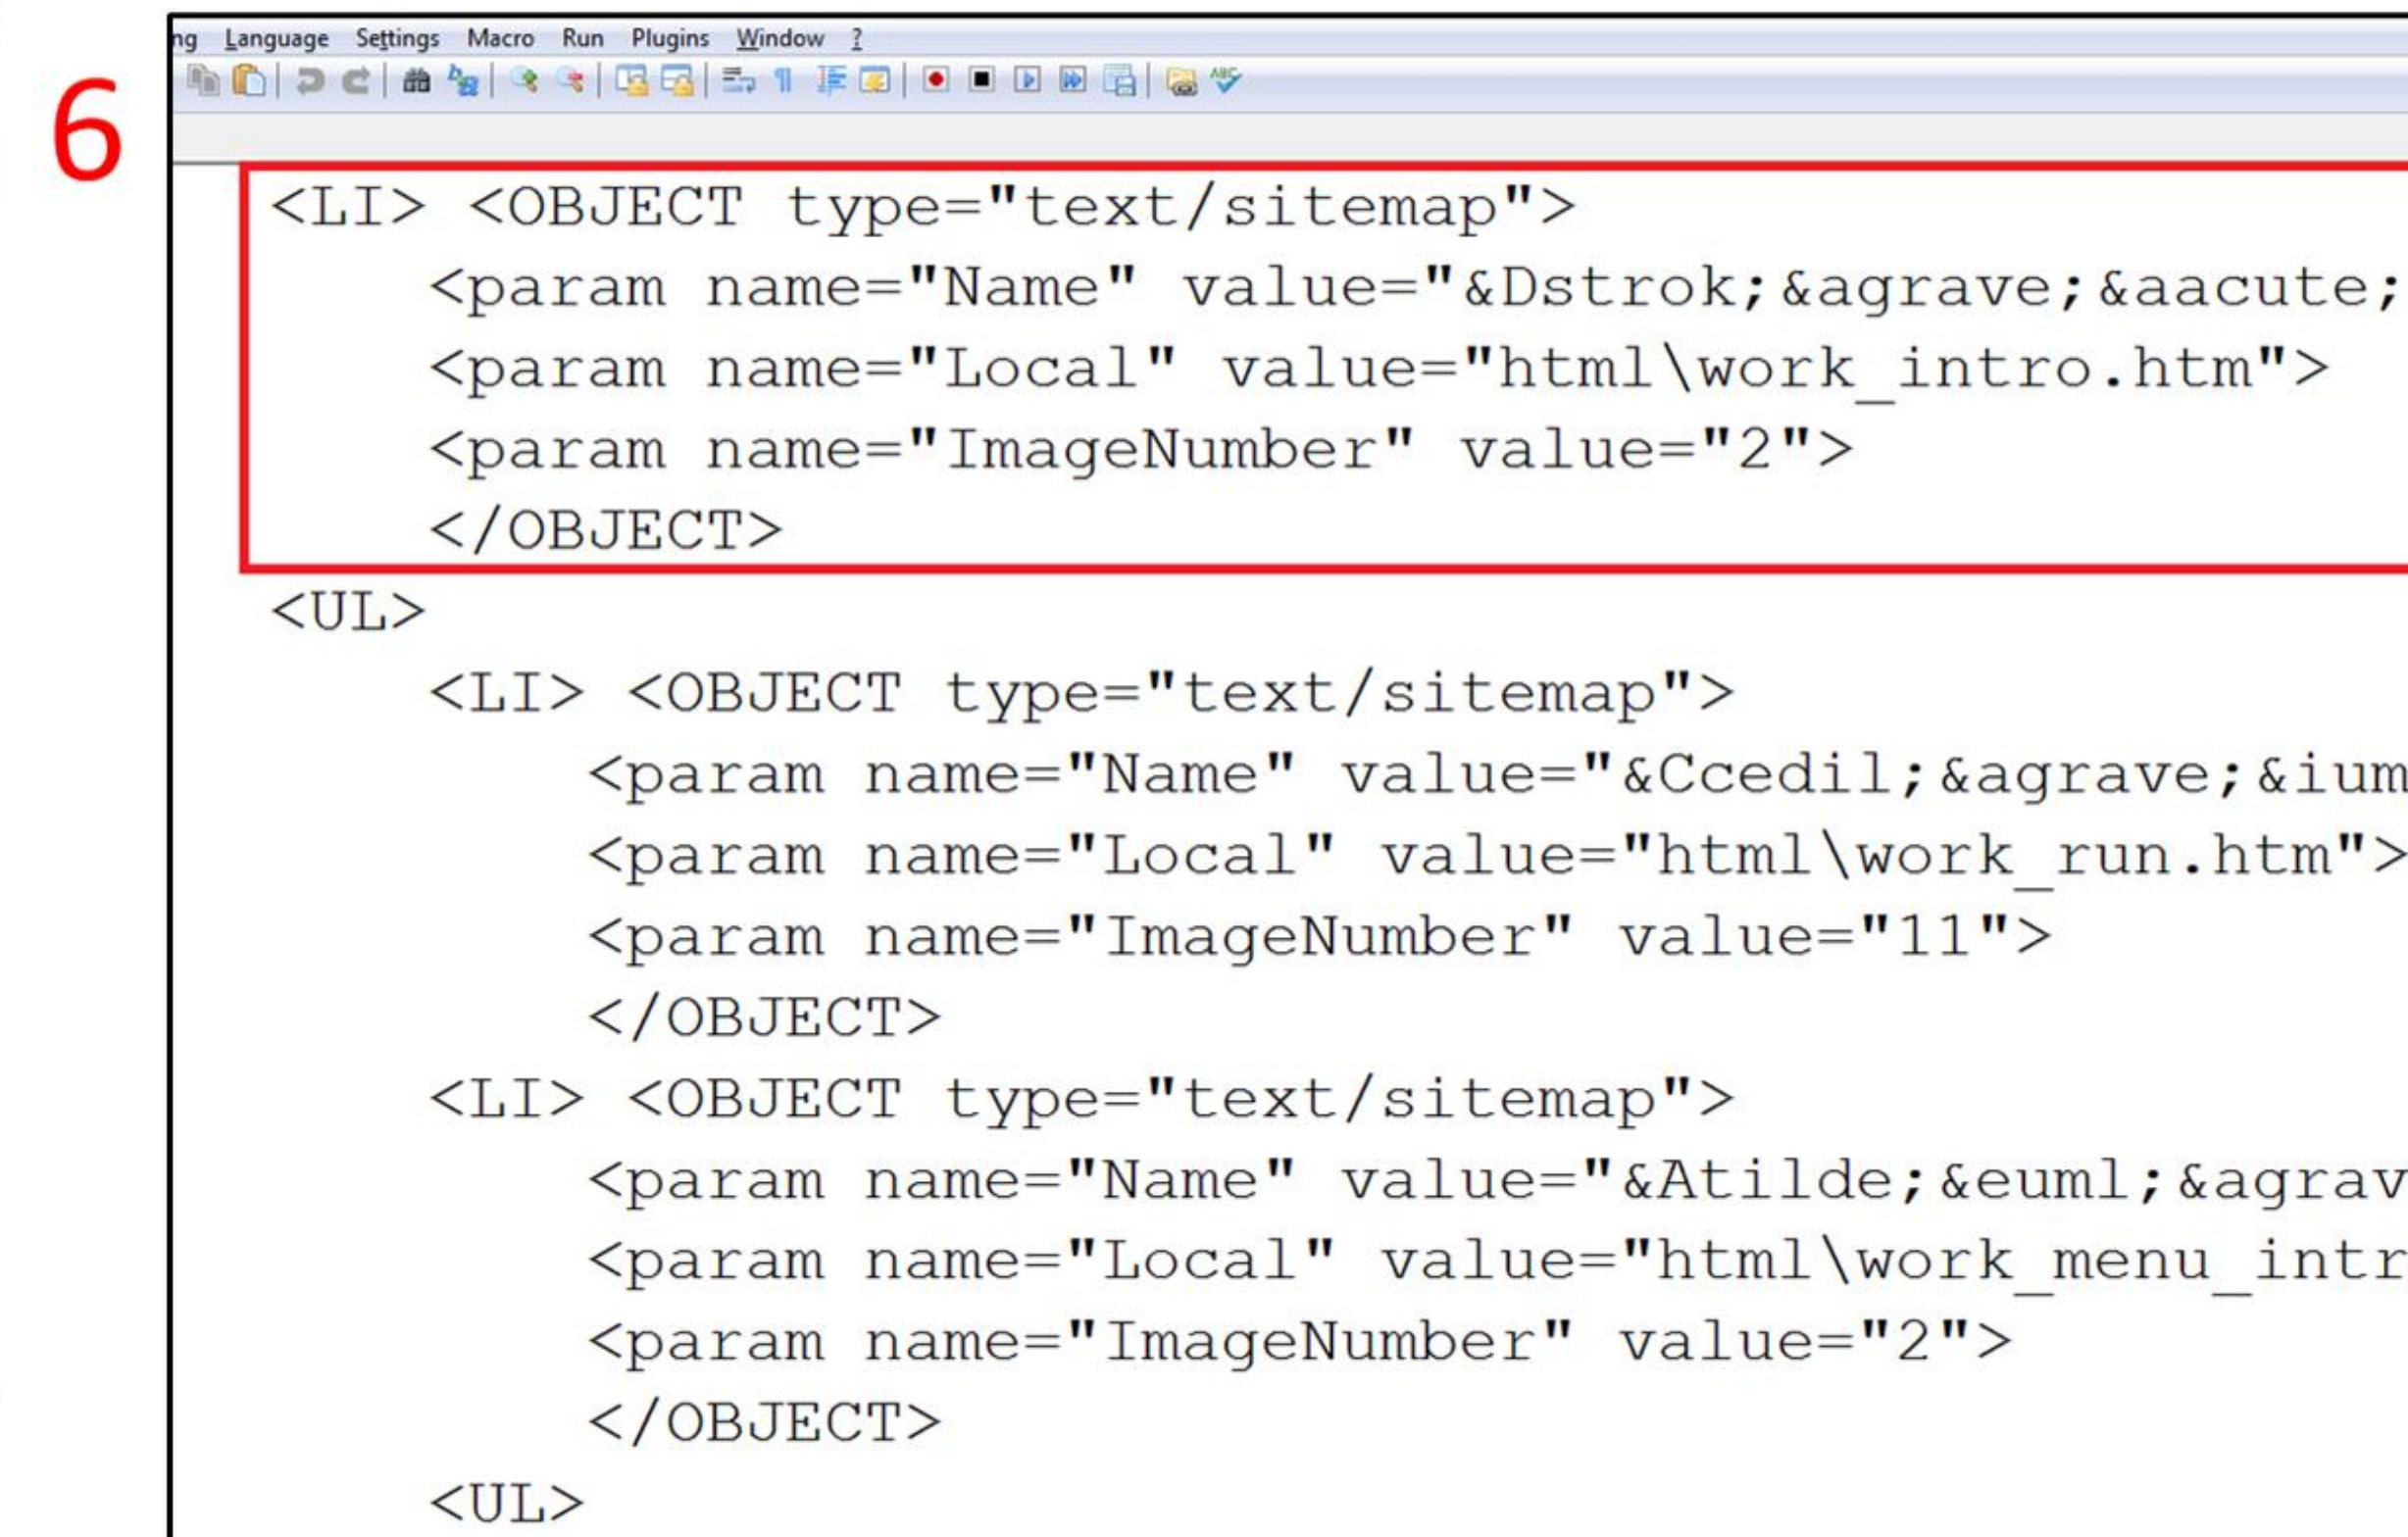 6
ng Language Settings Macro Run Plugins Window ?
<LI> <OBJECT type="text/sitemap">
<param name="Name" value="&Dstrok;&agrave;&aacute;
<param name="Local" value="html\work_intro.htm">
<param name="ImageNumber" value="2">
</OBJECT>
<UL>
<LI> <OBJECT type="text/sitemap">
<param name="Name" value="&Ccedil;&agrave;&ium
<param name="Local" value="html\work_run.htm">
<param name="ImageNumber" value="11">
</OBJECT>
<LI> <OBJECT type="text/sitemap">
<param name="Name" value="&Atilde;&euml;&agrav
<param name="Local" value="html\work_menu_intr
<param name="ImageNumber" value="2">
</OBJECT>
<UL>